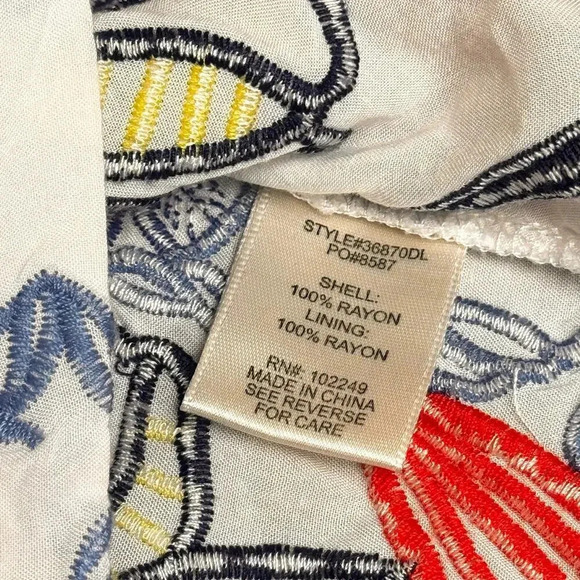 STYLE#36870DL
PO#8587
SHELL:
100% RAYON
LINING:
100% RAYON
RN#: 102249
MADE IN CHINA
SEE REVERSE
FOR CARE